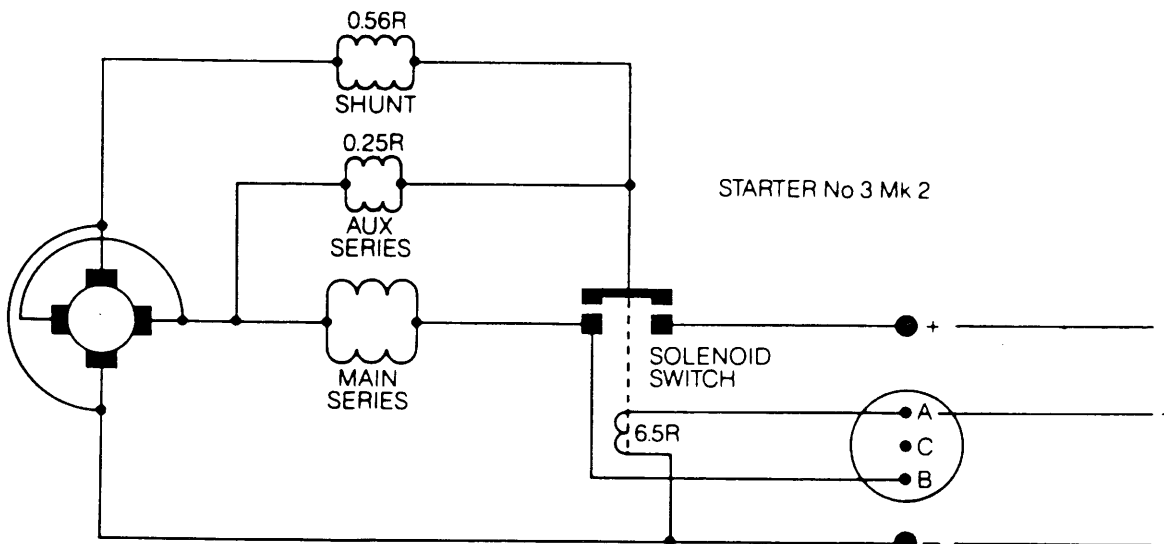 0.56R
SHUNT
0.25R
AUX
SERIES
STARTER No 3 Mk 2
MAIN
SERIES
SOLENOID
SWITCH
+
A
6.5R
C
B
–